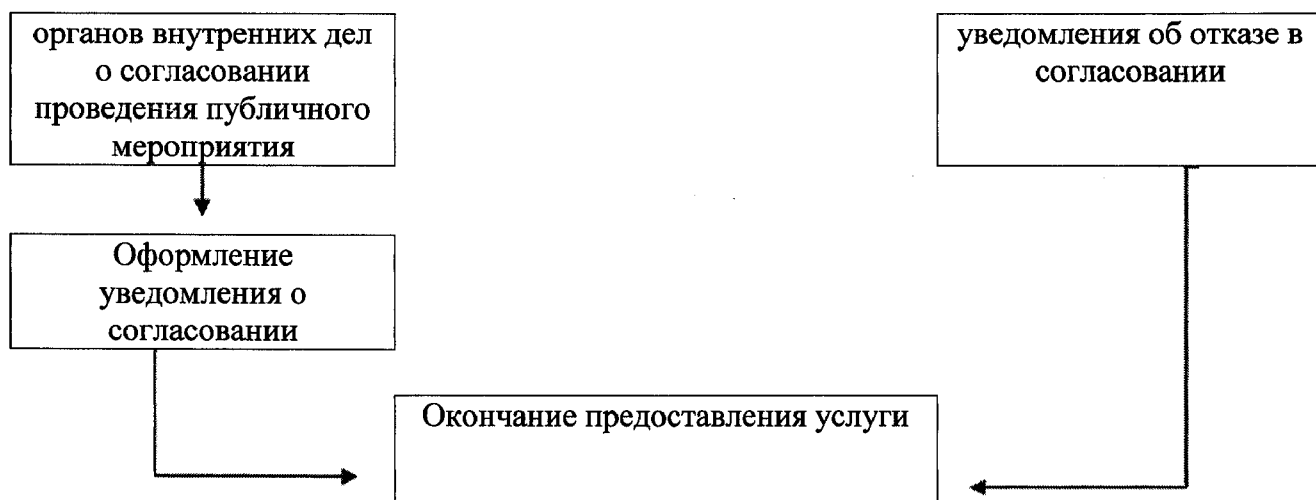 органов внутренних дел
о согласовании
проведения публичного
мероприятия
уведомления об отказе в
согласовании
Оформление
уведомления о
согласовании
Окончание предоставления услуги